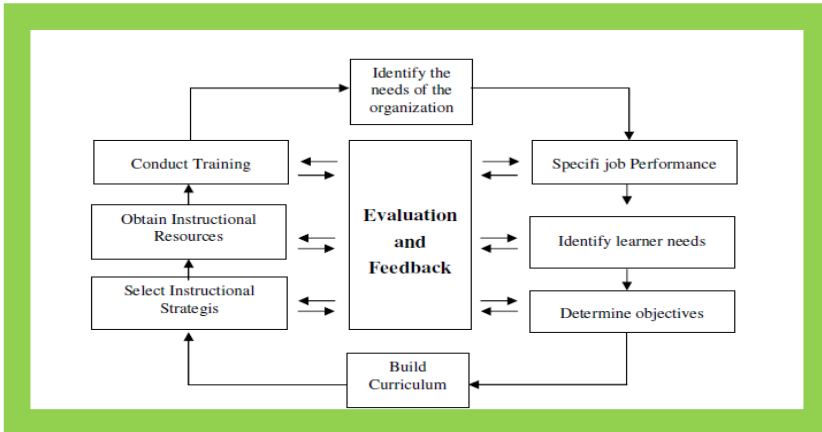 Identify the
needs of the
organization
Conduct Training
Specifi job Performance
Evaluation
and
Feedback
Obtain Instructional
Resources
Identify learner needs
Select Instructional
Strategis
Determine objectives
Build
Curriculum